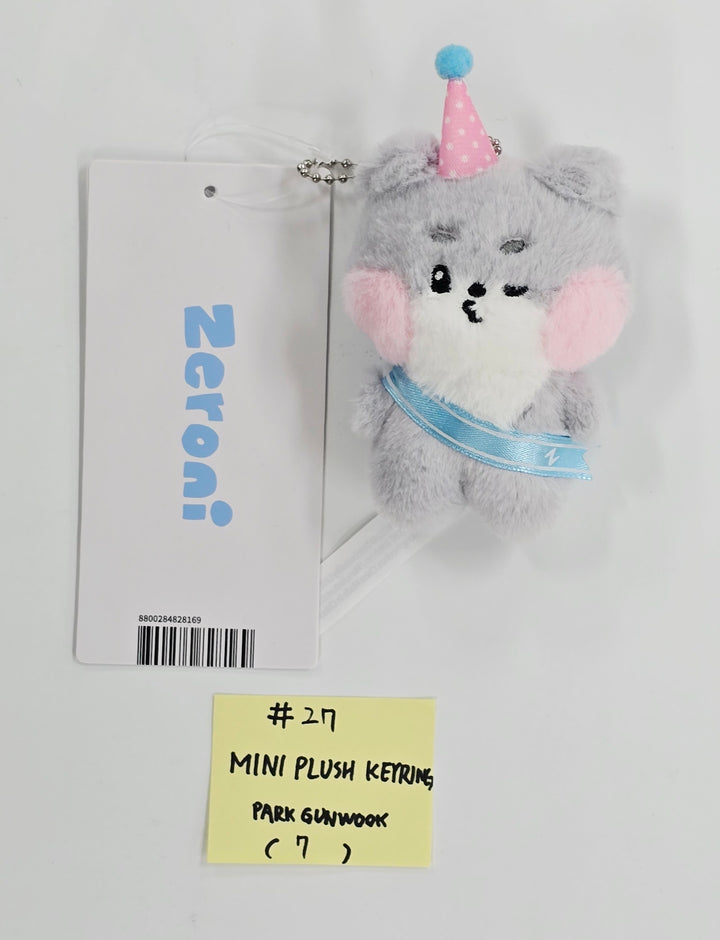 Zeroni
8800284828169
Z
#27
MINI PLUSH KEYRING
PARK GUNWOOK
( 7 )